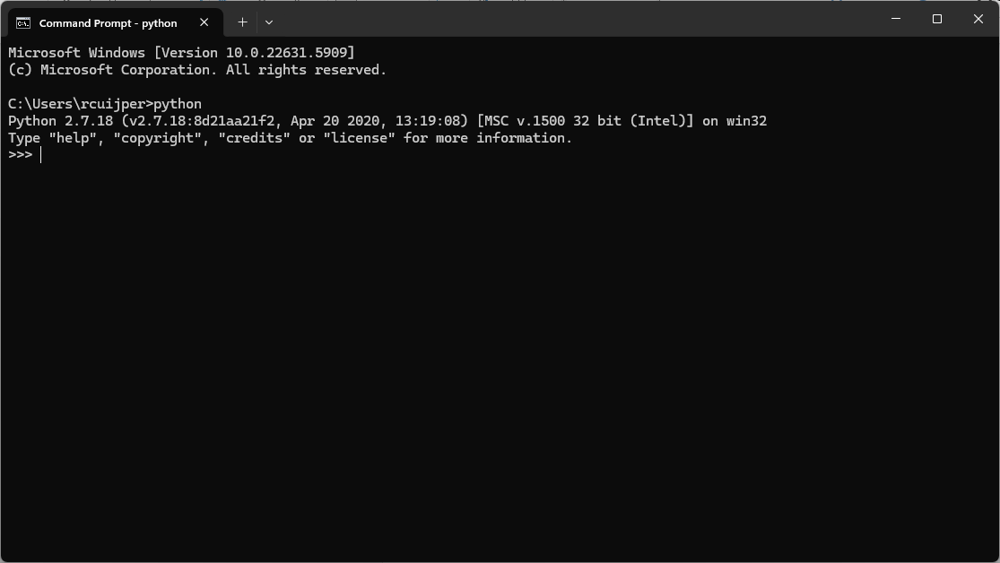 Command Prompt - python
Microsoft Windows [Version 10.0.22631.5909]
(c) Microsoft Corporation. All rights reserved.
C:\Users\rcuijper>python
Python 2.7.18 (v2.7.18:8d21aa21f2, Apr 20 2020, 13:19:08) [MSC v.1500 32 bit (Intel)] on win32
Type "help", "copyright", "credits" or "license" for more information.
>>>